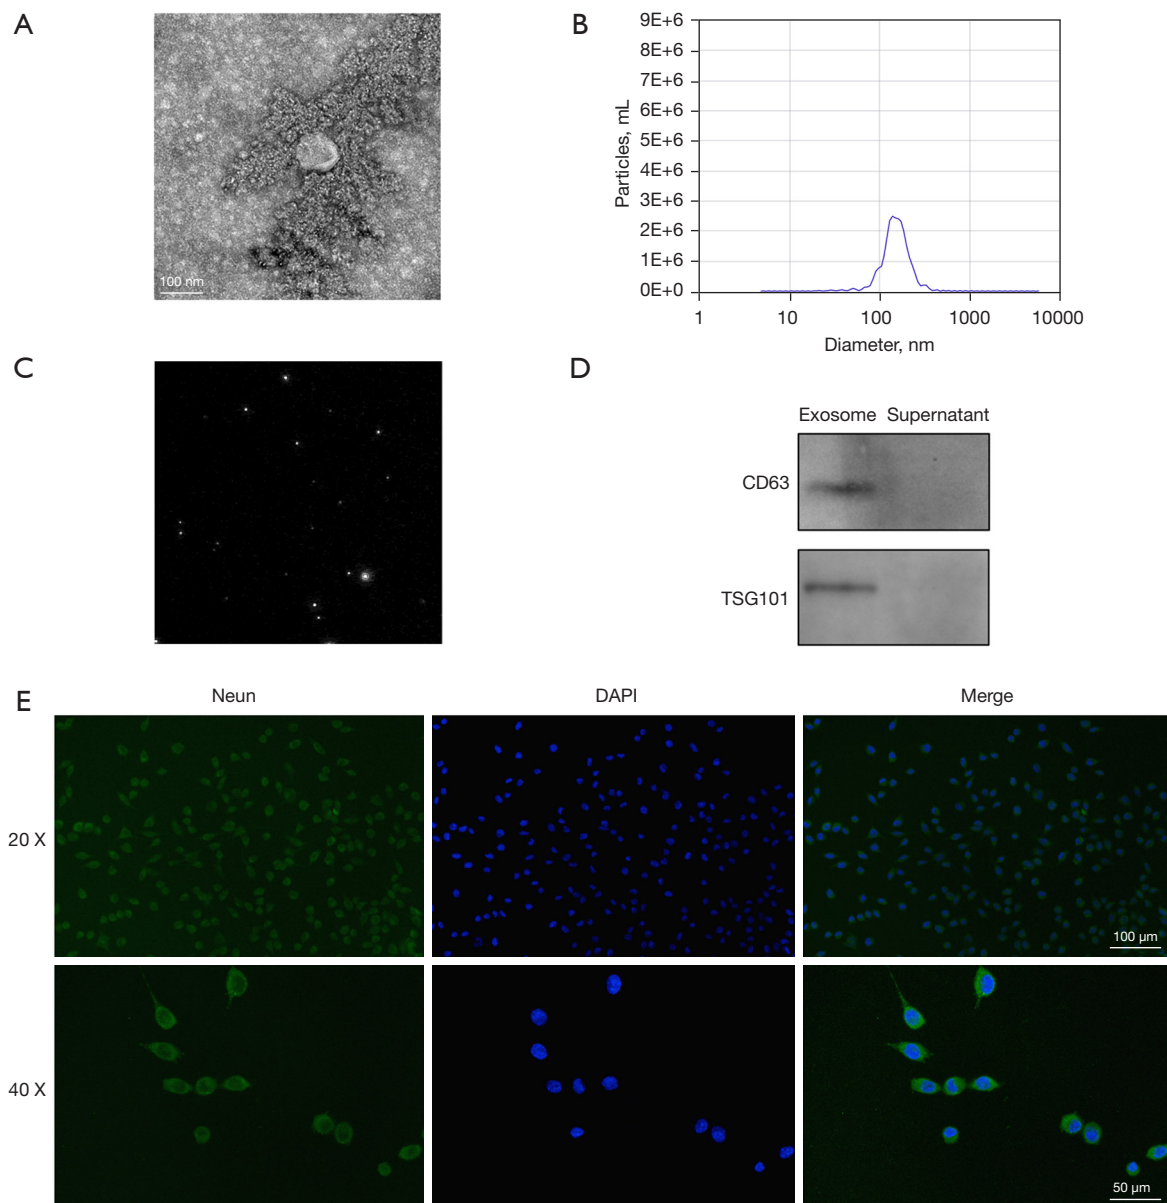 A
100 nm
B
Particles, mL
9E+6
8E+6
7E+6
6E+6
5E+6
4E+6
3E+6
2E+6
1E+6
0E+0
1 10 100 1000 10000
Diameter, nm
C
D
Exosome Supernatant
CD63
TSG101
E
Neun DAPI Merge
20 X
100 µm
40 X
50 µm